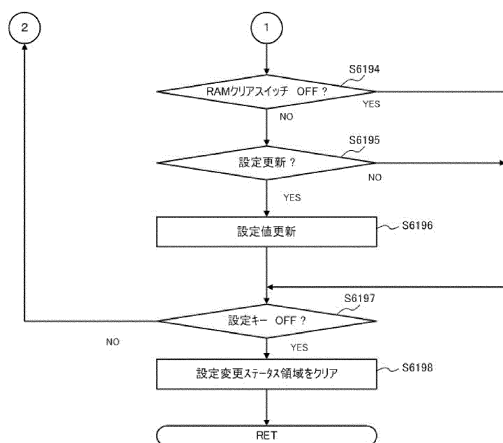 2
1
S6194
RAMクリアスイッチ OFF ?
YES
NO
S6195
設定更新 ?
NO
YES
設定値更新
S6196
S6197
設定キー OFF ?
NO
YES
設定変更ステータス領域をクリア
S6198
RET